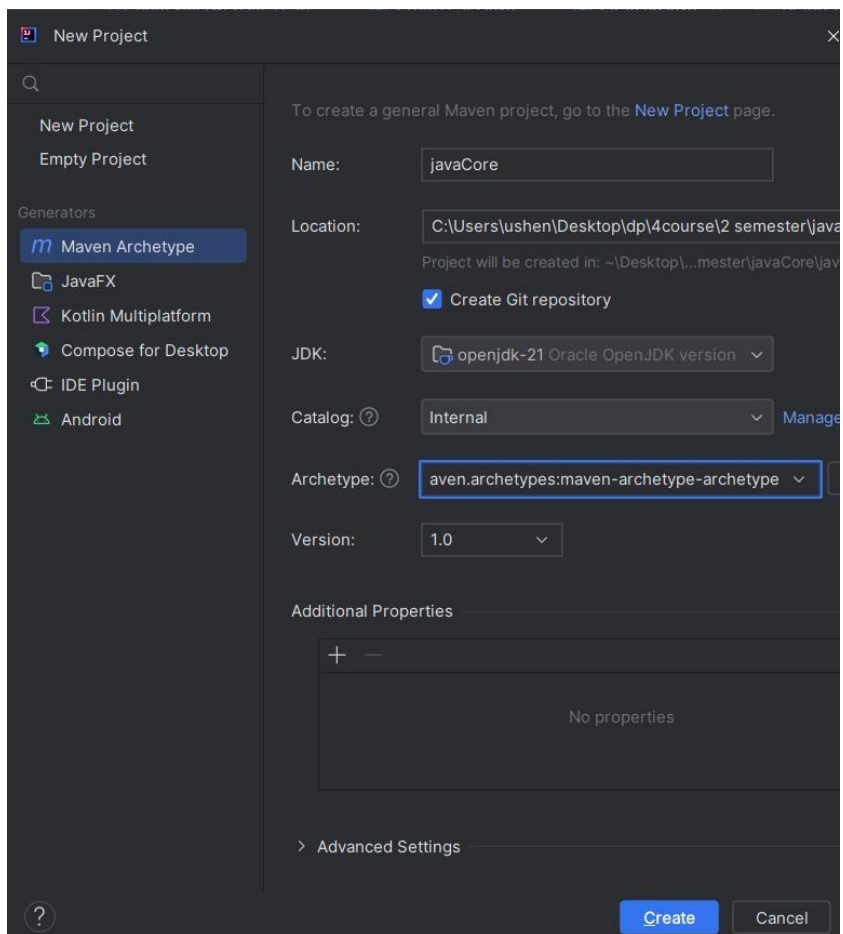 New Project
New Project
Empty Project
Generators
Maven Archetype
JavaFX
Kotlin Multiplatform
Compose for Desktop
IDE Plugin
Android
To create a general Maven project, go to the New Project page.
Name: javaCore
Location: C:\Users\ushen\Desktop\dp\4course\2 semester\java
Project will be created in: ~\Desktop\...mester\javaCore\jav
Create Git repository
JDK: openjdk-21 Oracle OpenJDK version
Catalog: ? Internal Manage
Archetype: ? aven.archetypes:maven-archetype-archetype
Version: 1.0
Additional Properties
No properties
Advanced Settings
? Create Cancel